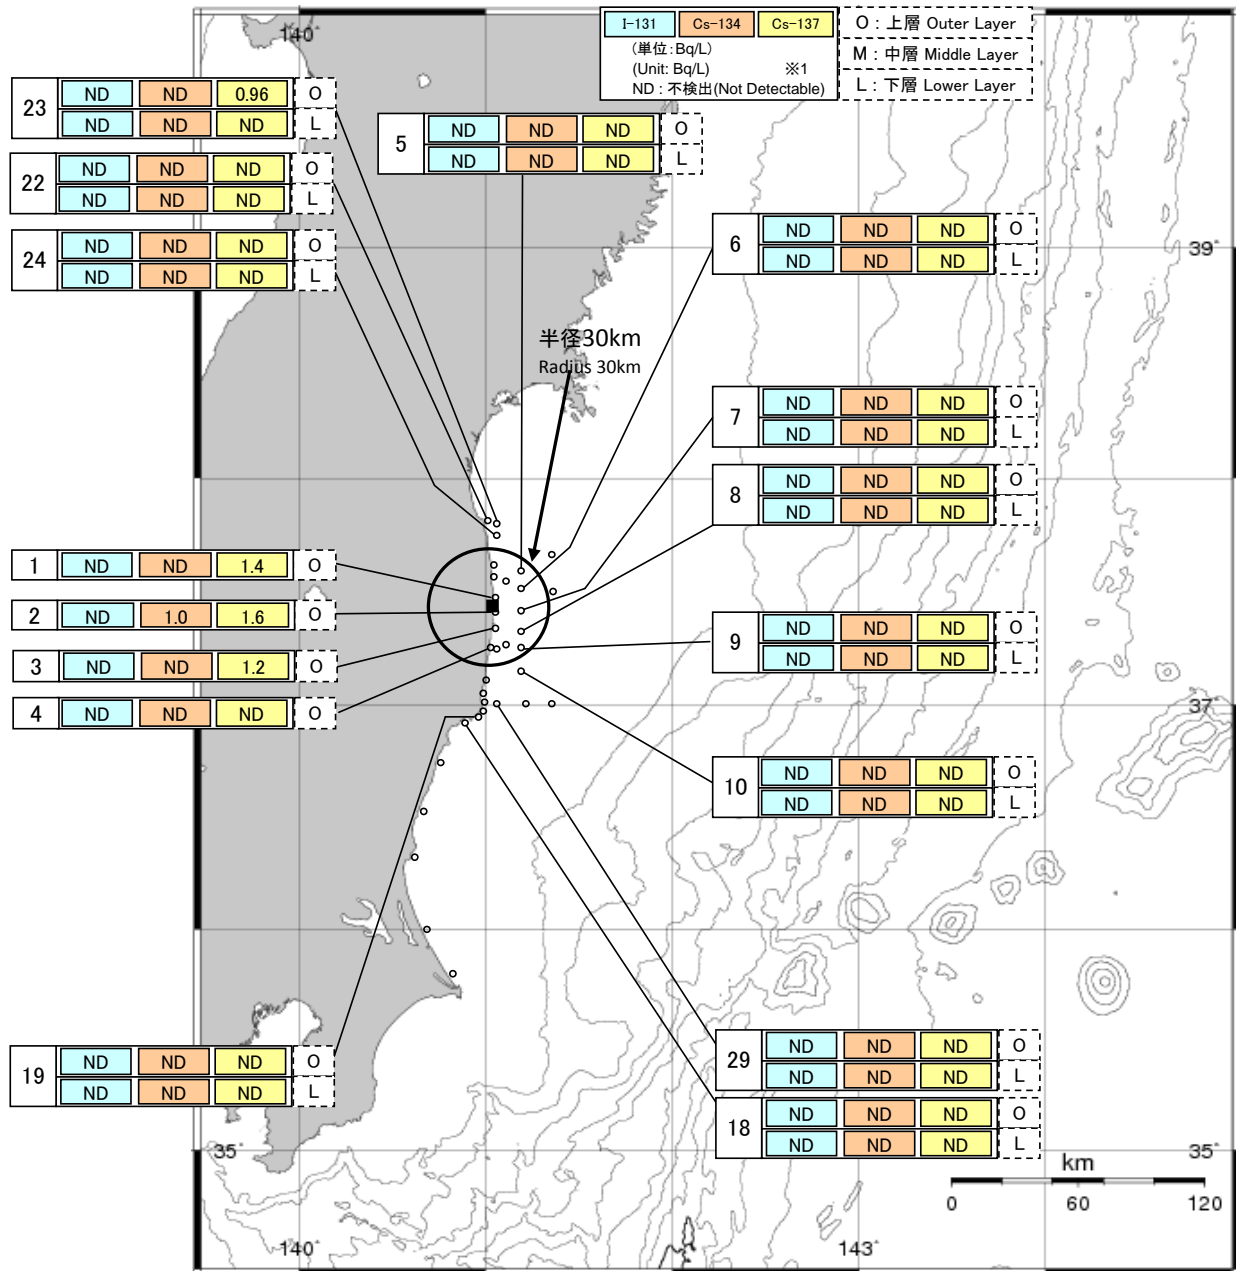 140°
I-131 Cs-134 Cs-137
(単位:Bq/L)
(Unit: Bq/L) ※1
ND : 不検出(Not Detectable)
O : 上層 Outer Layer
M : 中層 Middle Layer
L : 下層 Lower Layer
23 ND ND 0.96 O
ND ND ND L
5 ND ND ND O
ND ND ND L
22 ND ND ND O
ND ND ND L
24 ND ND ND O
ND ND ND L
6 ND ND ND O
ND ND ND L
39°
半径30km
Radius 30km
7 ND ND ND O
ND ND ND L
8 ND ND ND O
ND ND ND L
1 ND ND 1.4 O
2 ND 1.0 1.6 O
3 ND ND 1.2 O
4 ND ND ND O
9 ND ND ND O
ND ND ND L
37°
10 ND ND ND O
ND ND ND L
19 ND ND ND O
ND ND ND L
29 ND ND ND O
ND ND ND L
18 ND ND ND O
ND ND ND L
35°
35°
km
0 60 120
140°
143°